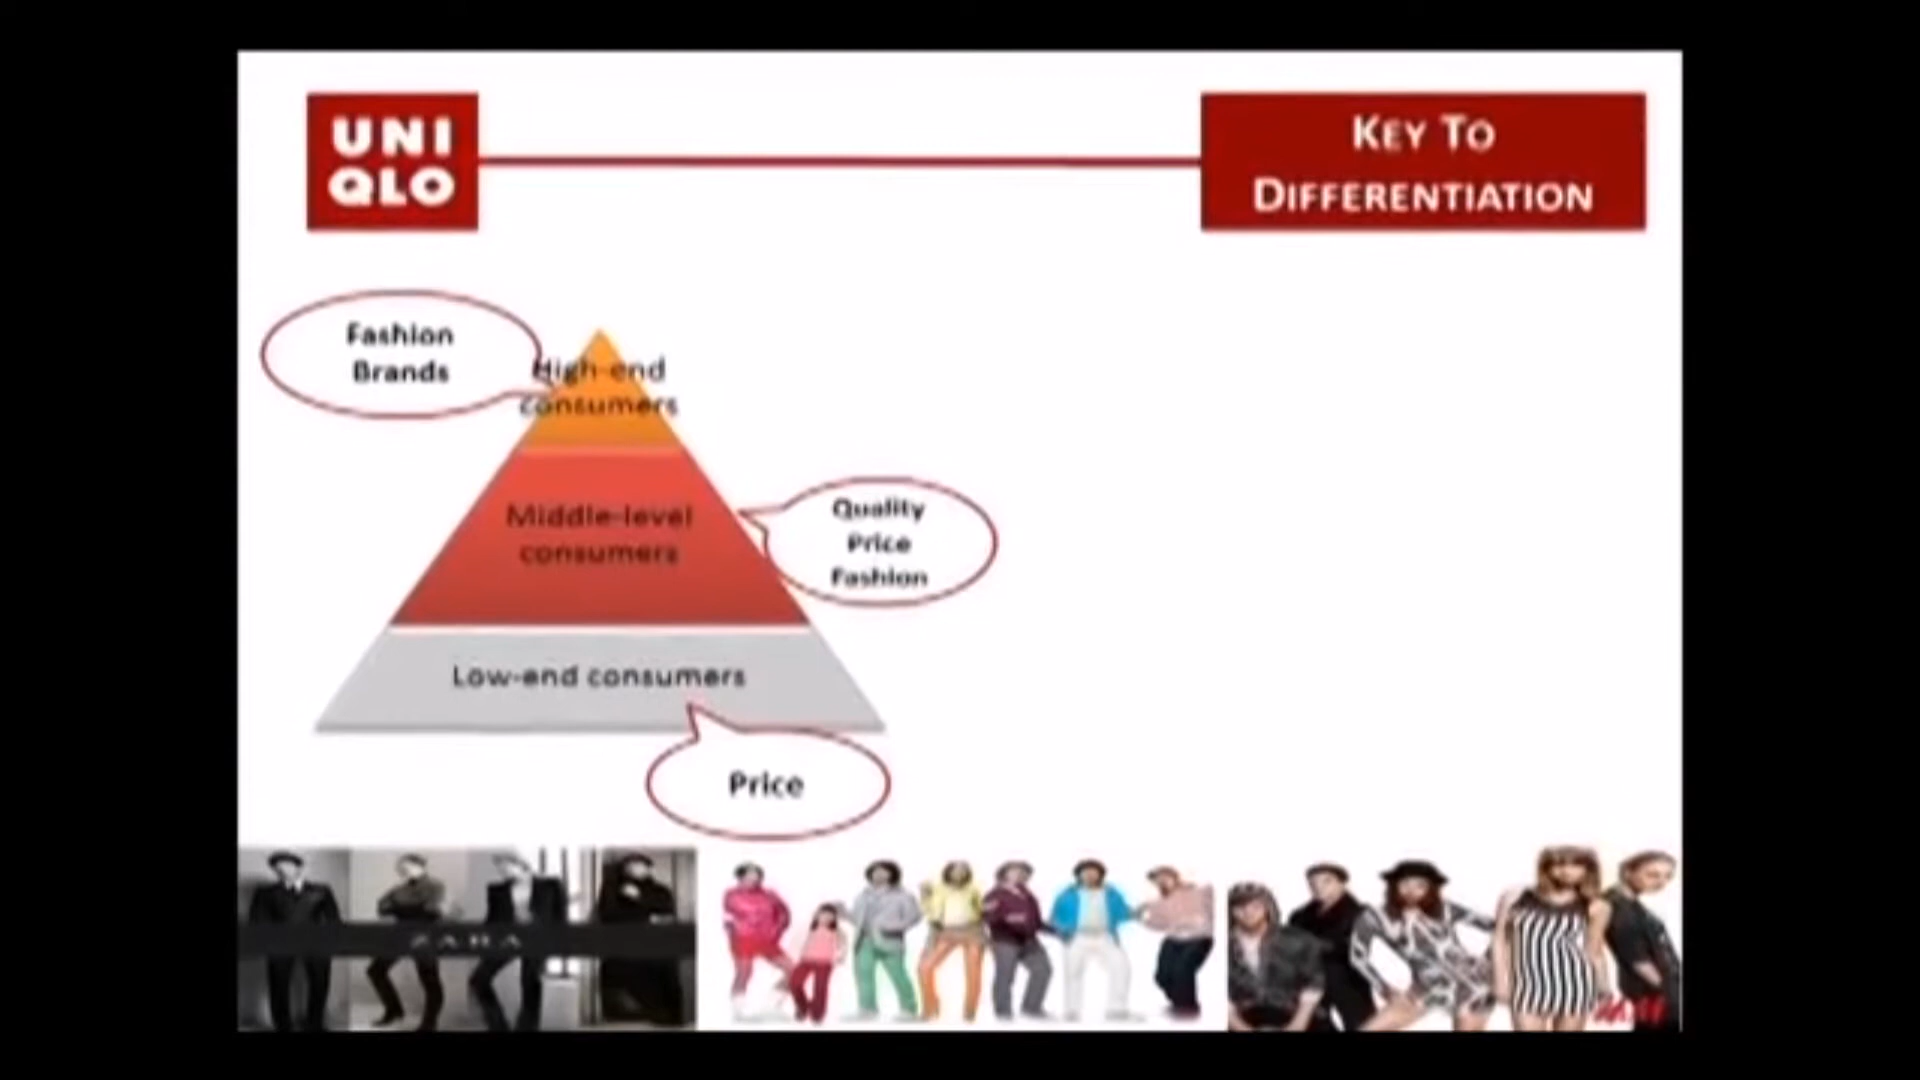 UNI
QLO
KEY TO
DIFFERENTIATION
Fashion
Brands
High-end
consumers
Middle-level
consumers
Quality
Price
Fashion
Low-end consumers
Price
ZARA
H&M